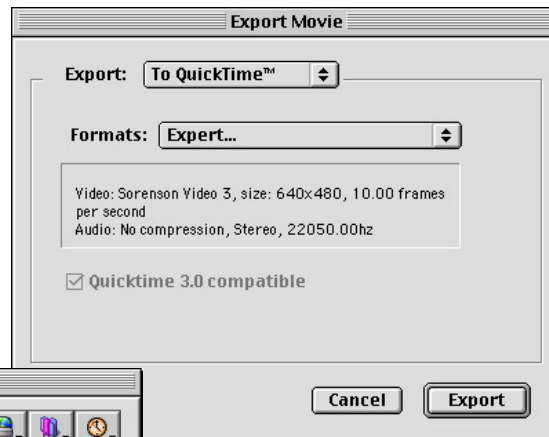 Export Movie
Export: To QuickTime™
Formats: Expert...
Video: Sorenson Video 3, size: 640x480, 10.00 frames
per second
Audio: No compression, Stereo, 22050.00hz
Quicktime 3.0 compatible
Cancel Export